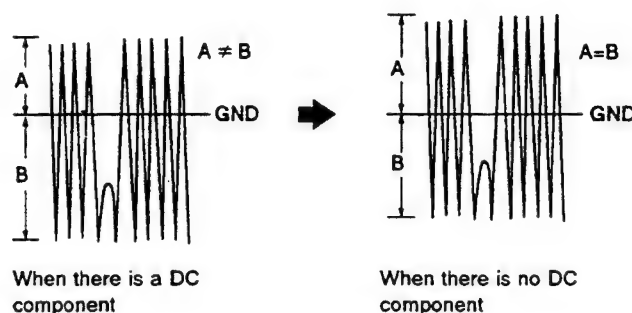 A ≠ B
A
GND
B
When there is a DC
component
A=B
A
GND
B
When there is no DC
component